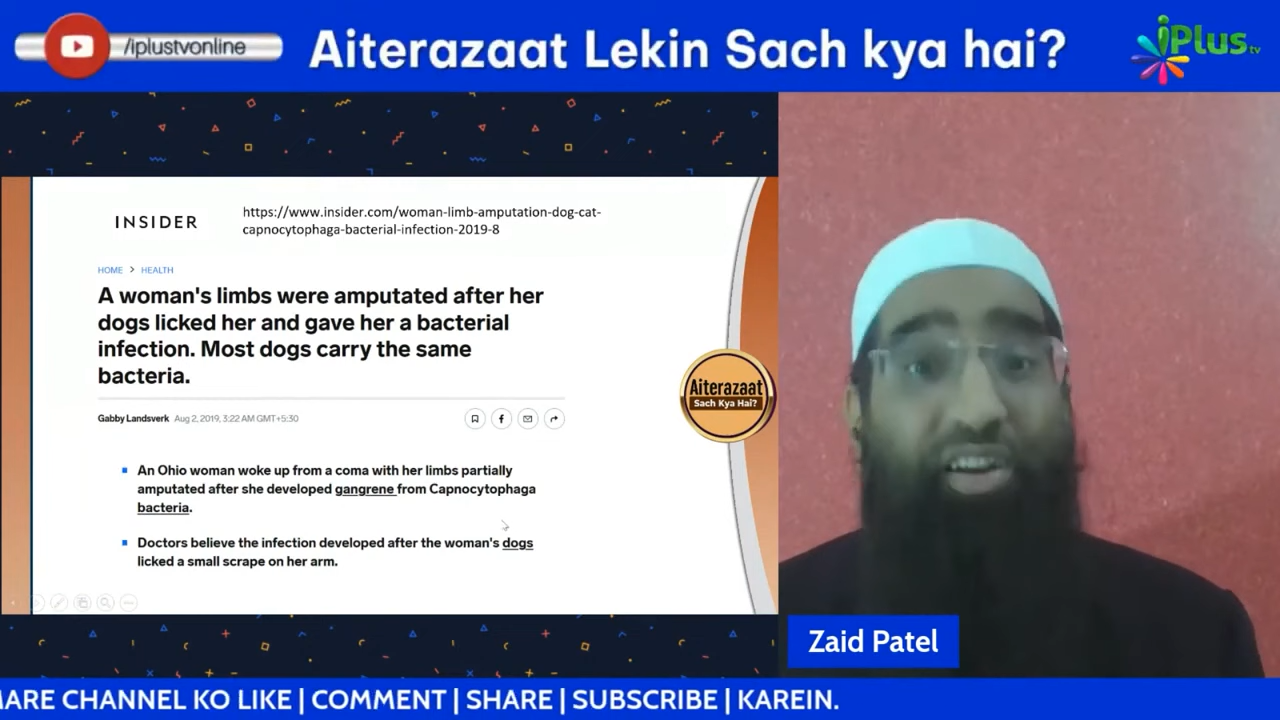 /iplustvonline
Aiterazaat Lekin Sach kya hai?
iPlus tv
INSIDER
https://www.insider.com/woman-limb-amputation-dog-cat-
capnocytophaga-bacterial-infection-2019-8
HOME > HEALTH
A woman's limbs were amputated after her
dogs licked her and gave her a bacterial
infection. Most dogs carry the same
bacteria.
Gabby Landsverk Aug 2, 2019, 3:22 AM GMT+5:30
An Ohio woman woke up from a coma with her limbs partially
amputated after she developed gangrene from Capnocytophaga
bacteria.
Doctors believe the infection developed after the woman's dogs
licked a small scrape on her arm.
Aiterazaat
Sach Kya Hai?
Zaid Patel
MARE CHANNEL KO LIKE | COMMENT | SHARE | SUBSCRIBE | KAREIN.